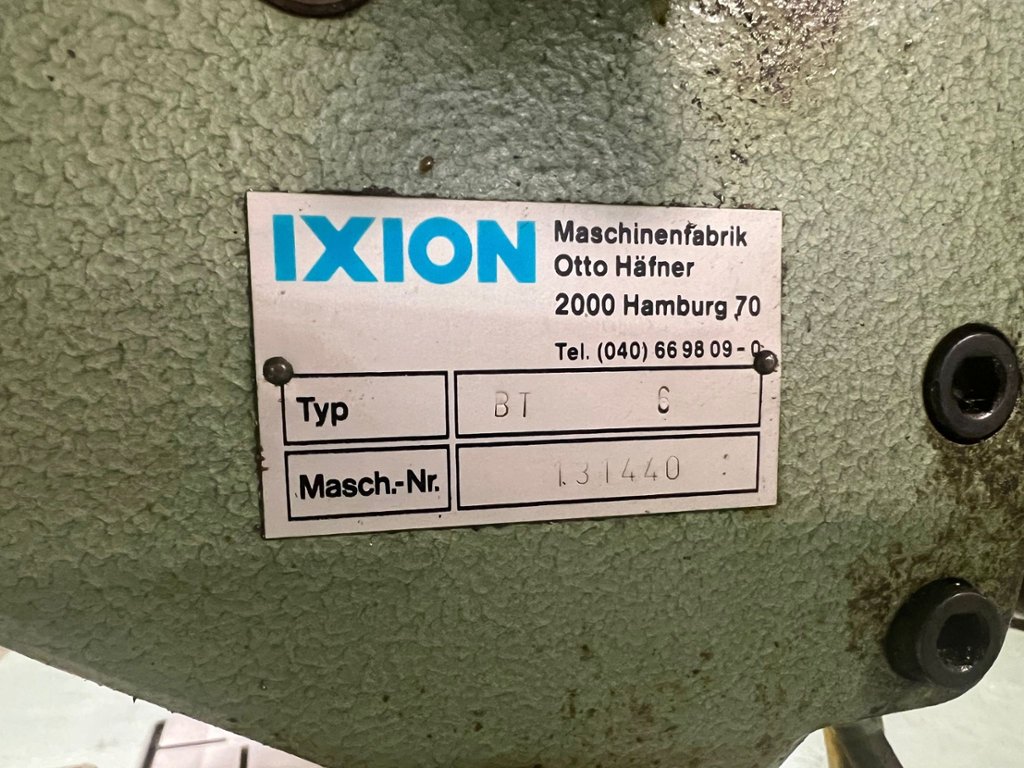 IXION
Maschinenfabrik
Otto Häfner
2000 Hamburg 70
Tel. (040) 66 98 09-0
Typ BT 6
Masch.-Nr. 131440